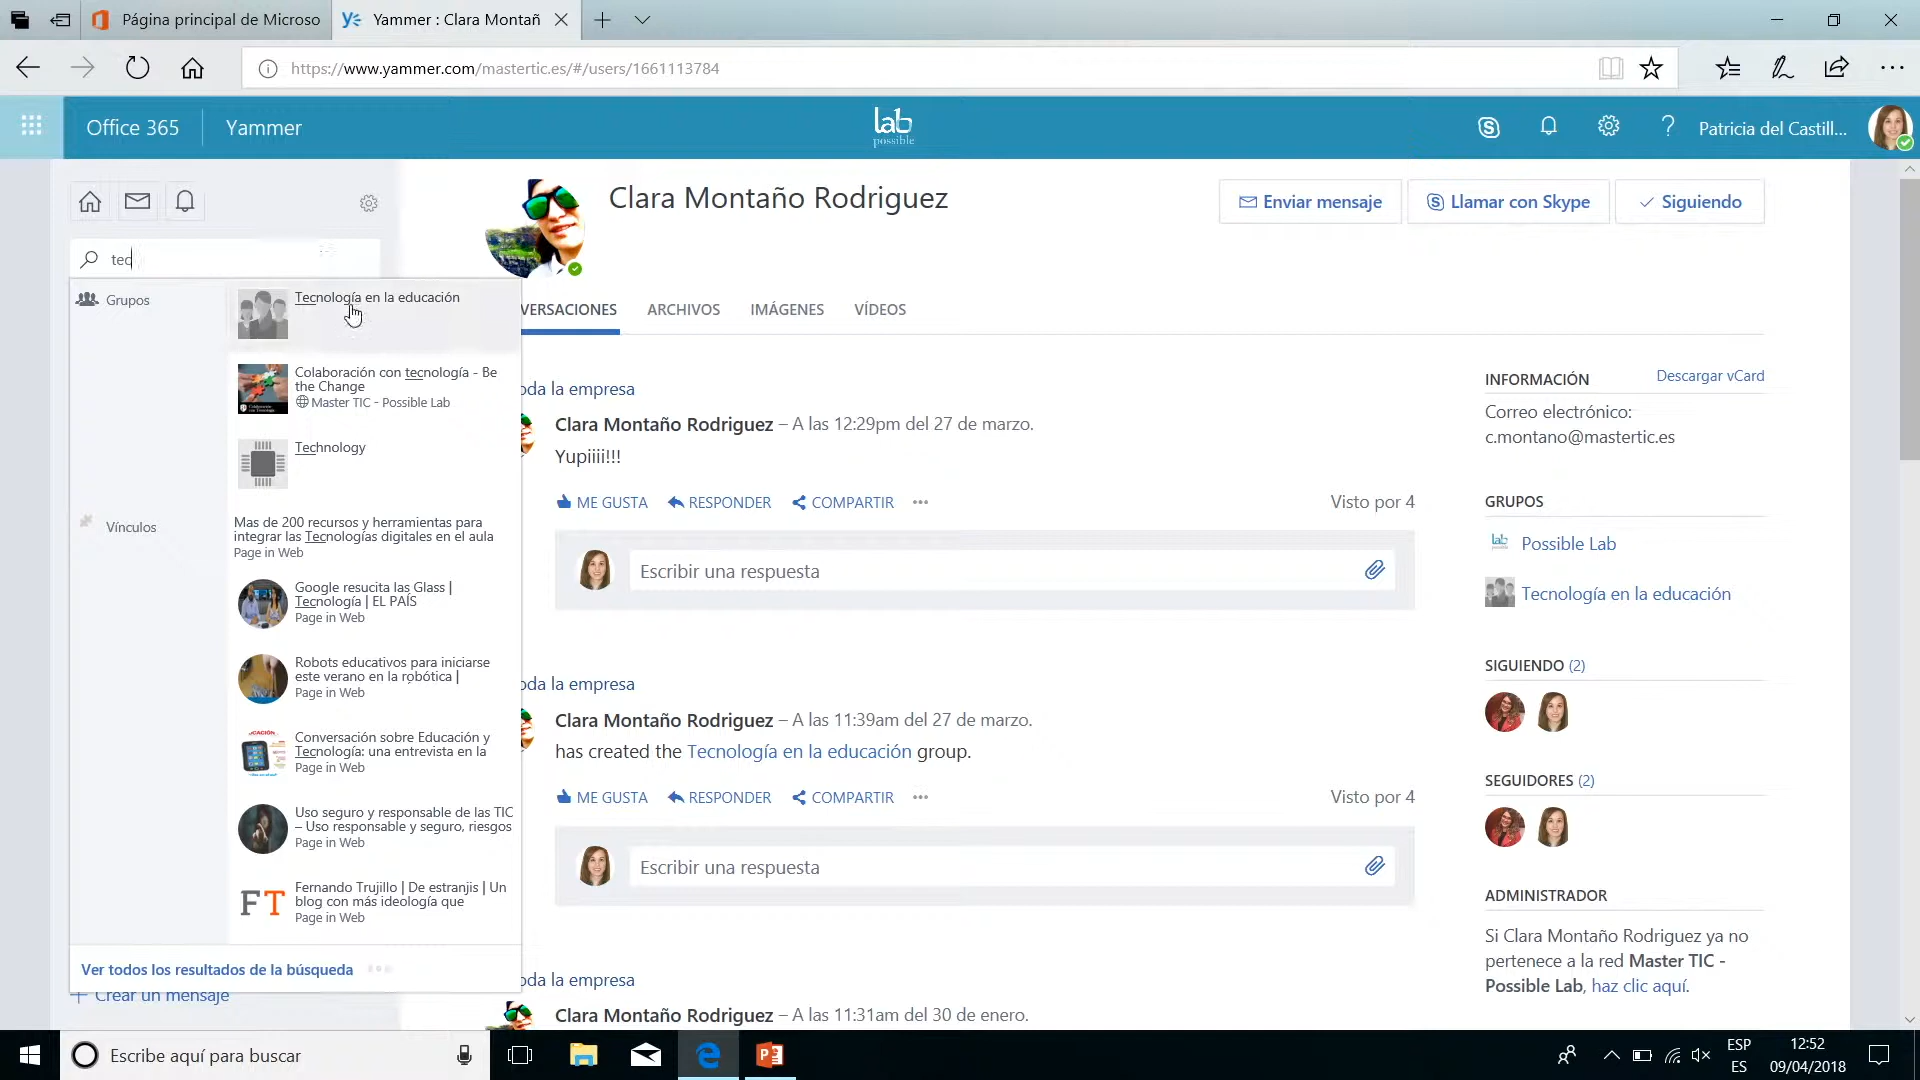 Página principal de Microso
Yammer : Clara Montañ
https://www.yammer.com/mastertic.es/#/users/1661113784
Office 365
Yammer
lab
possible
Patricia del Castill...
tec
Grupos
Tecnología en la educación
Colaboración con tecnología - Be
the Change
Master TIC - Possible Lab
Technology
Vínculos
Mas de 200 recursos y herramientas para
integrar las Tecnologías digitales en el aula
Page in Web
Google resucita las Glass |
Tecnología | EL PAÍS
Page in Web
Robots educativos para iniciarse
este verano en la robótica |
Page in Web
Conversación sobre Educación y
Tecnología: una entrevista en la
Page in Web
Uso seguro y responsable de las TIC
– Uso responsable y seguro, riesgos
Page in Web
FT
Fernando Trujillo | De estranjis | Un
blog con más ideología que
Page in Web
Ver todos los resultados de la búsqueda
Crear un mensaje
Clara Montaño Rodriguez
Enviar mensaje
Llamar con Skype
Siguiendo
VERSACIONES
ARCHIVOS
IMÁGENES
VÍDEOS
oda la empresa
Clara Montaño Rodriguez – A las 12:29pm del 27 de marzo.
Yupiiii!!!
ME GUSTA
RESPONDER
COMPARTIR
Visto por 4
Escribir una respuesta
oda la empresa
Clara Montaño Rodriguez – A las 11:39am del 27 de marzo.
has created the Tecnología en la educación group.
ME GUSTA
RESPONDER
COMPARTIR
Visto por 4
Escribir una respuesta
oda la empresa
Clara Montaño Rodriguez – A las 11:31am del 30 de enero.
INFORMACIÓN
Descargar vCard
Correo electrónico:
c.montano@mastertic.es
GRUPOS
lab
Possible Lab
Tecnología en la educación
SIGUIENDO (2)
SEGUIDORES (2)
ADMINISTRADOR
Si Clara Montaño Rodriguez ya no
pertenece a la red Master TIC -
Possible Lab, haz clic aquí.
Escribe aquí para buscar
ESP
ES
12:52
09/04/2018